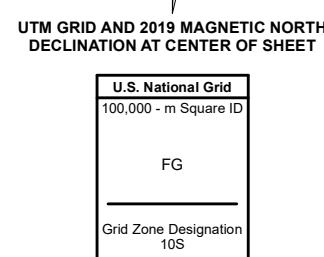 UTM GRID AND 2019 MAGNETIC NORTH
DECLINATION AT CENTER OF SHEET
U.S. National Grid
100,000 - m Square ID
FG
Grid Zone Designation
10S